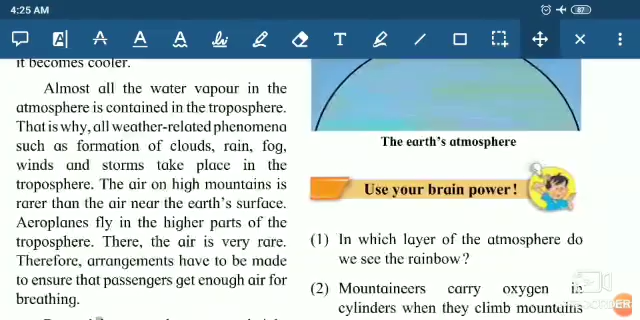 4:25 AM
87
it becomes cooler.
Almost all the water vapour in the
atmosphere is contained in the troposphere.
That is why, all weather-related phenomena
such as formation of clouds, rain, fog,
winds and storms take place in the
troposphere. The air on high mountains is
rarer than the air near the earth's surface.
Aeroplanes fly in the higher parts of the
troposphere. There, the air is very rare.
Therefore, arrangements have to be made
to ensure that passengers get enough air for
breathing.
The earth's atmosphere
Use your brain power!
(1) In which layer of the atmosphere do
we see the rainbow?
(2) Mountaineers carry oxygen in
cylinders when they climb mountains
RECORDER